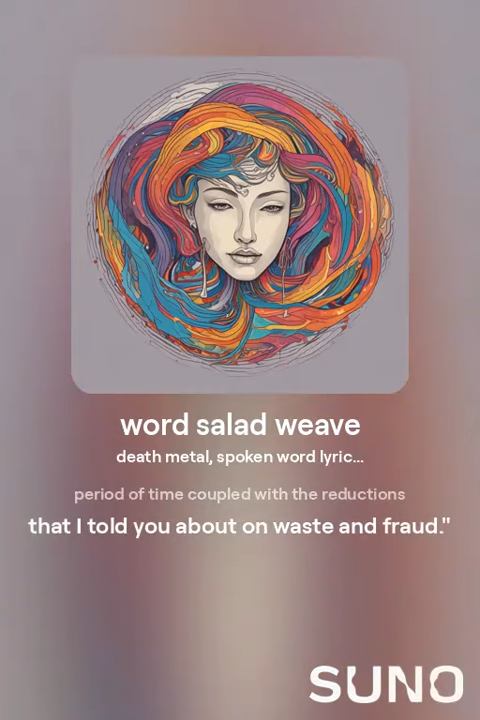 word salad weave
death metal, spoken word lyric...
period of time coupled with the reductions
that I told you about on waste and fraud."
SUNO